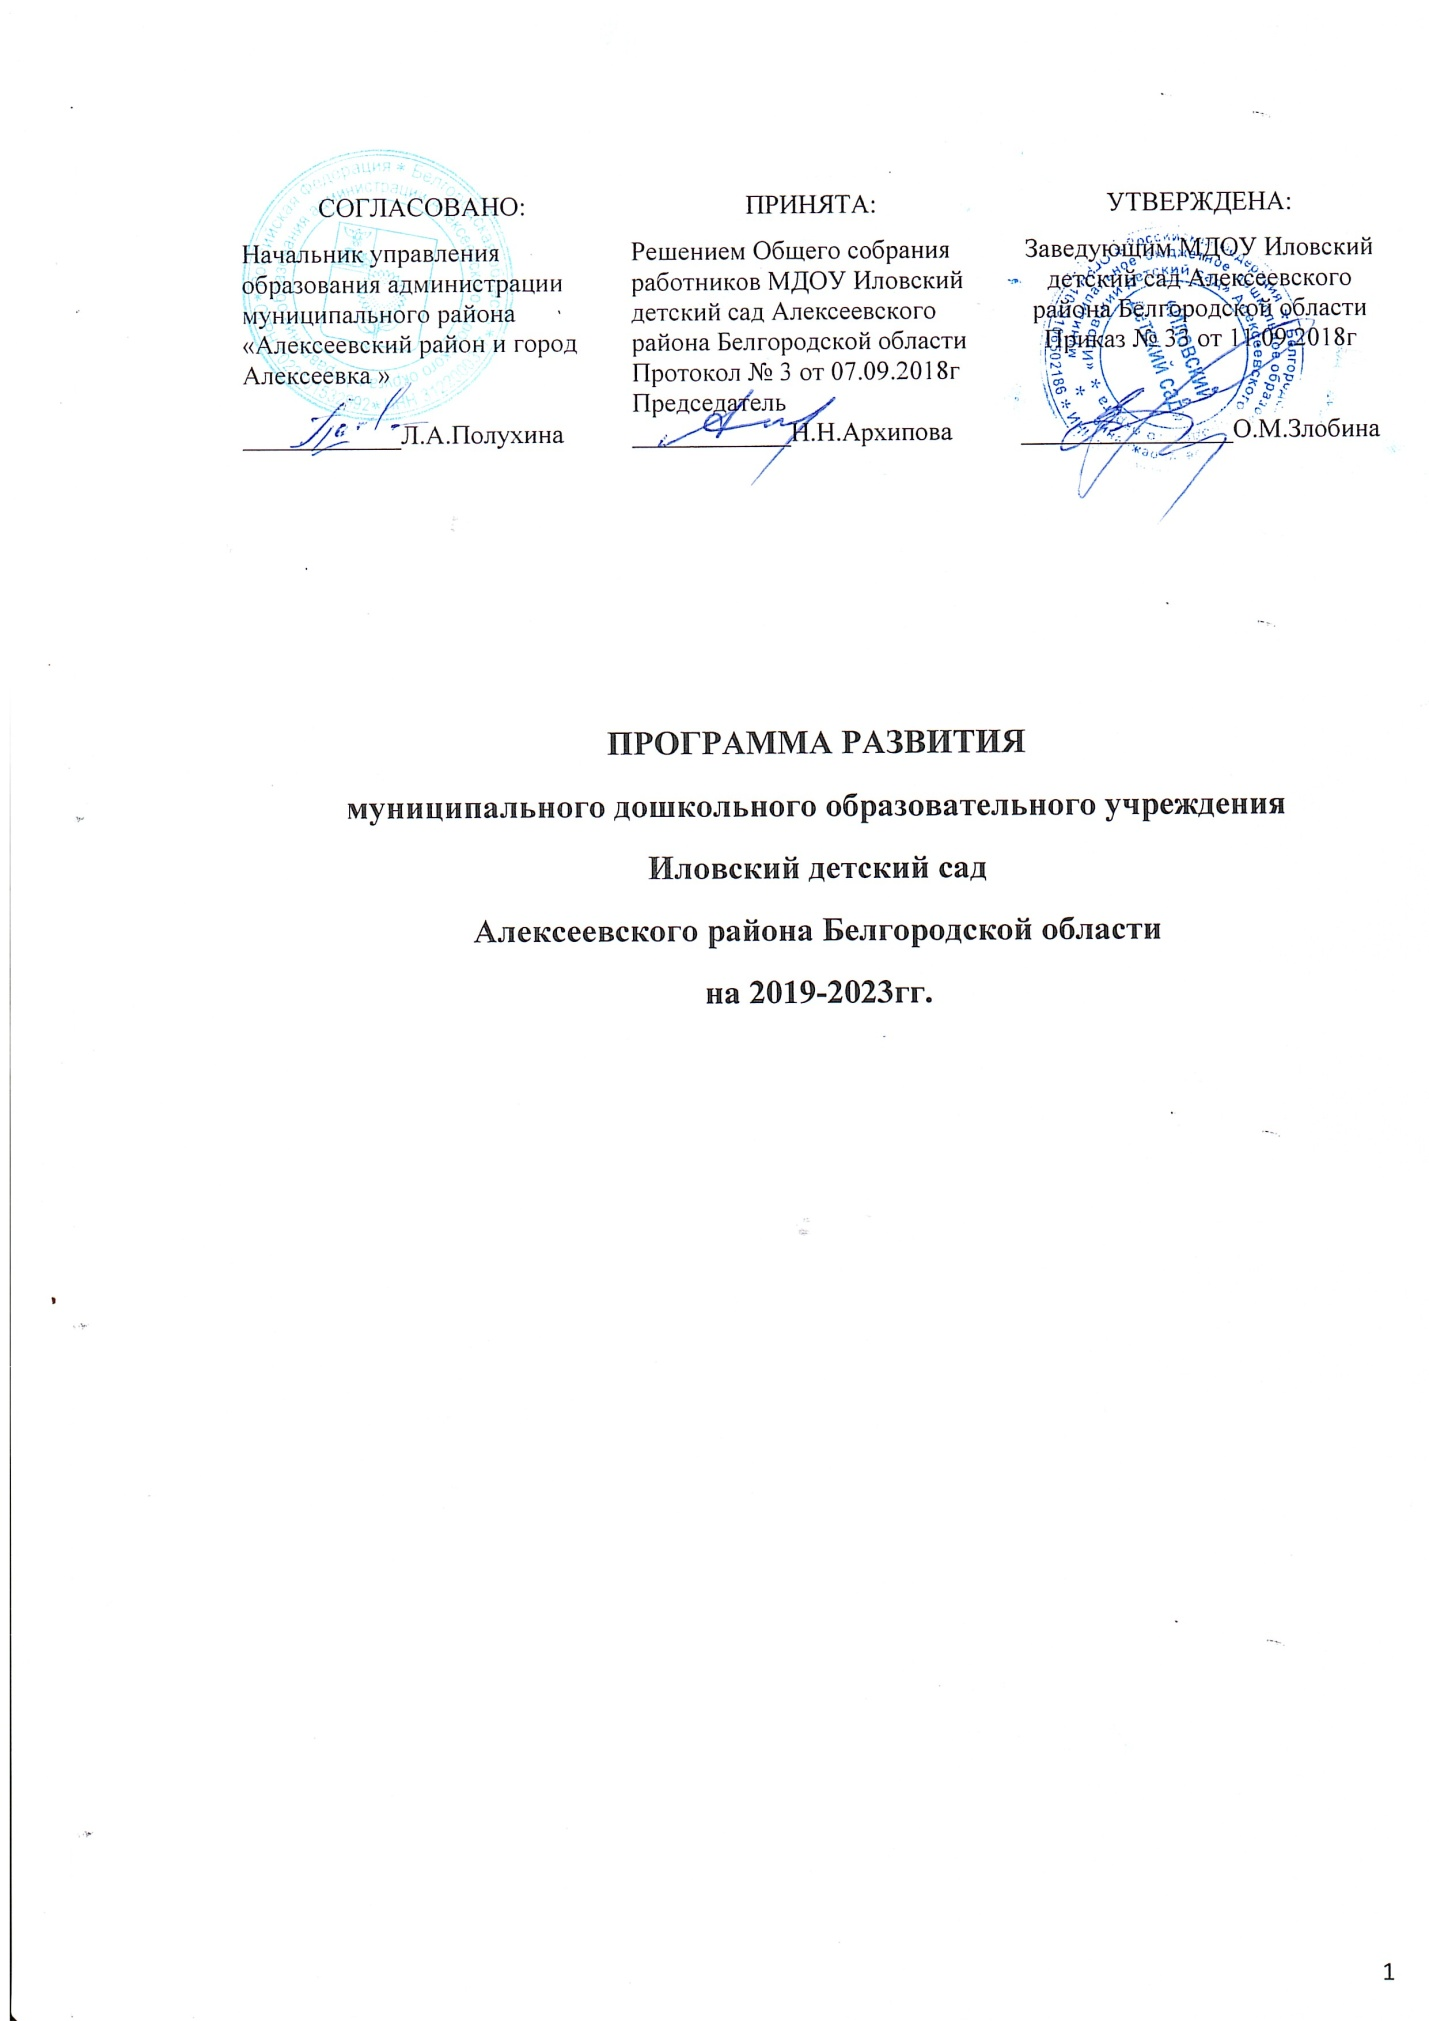 СОГЛАСОВАНО:
Начальник управления
образования администрации
муниципального района
«Алексеевский район и город
Алексеевка »
____________Л.А.Полухина
ПРИНЯТА:
Решением Общего собрания
работников МДОУ Иловский
детский сад Алексеевского
района Белгородской области
Протокол № 3 от 07.09.2018г
Председатель
____________Н.Н.Архипова
УТВЕРЖДЕНА:
Заведующим МДОУ Иловский
детский сад Алексеевского
района Белгородской области
Приказ № от 11.09.2018г
________________О.М.Злобина
ПРОГРАММА РАЗВИТИЯ
муниципального дошкольного образовательного учреждения
Иловский детский сад
Алексеевского района Белгородской области
на 2019-2023гг.
1